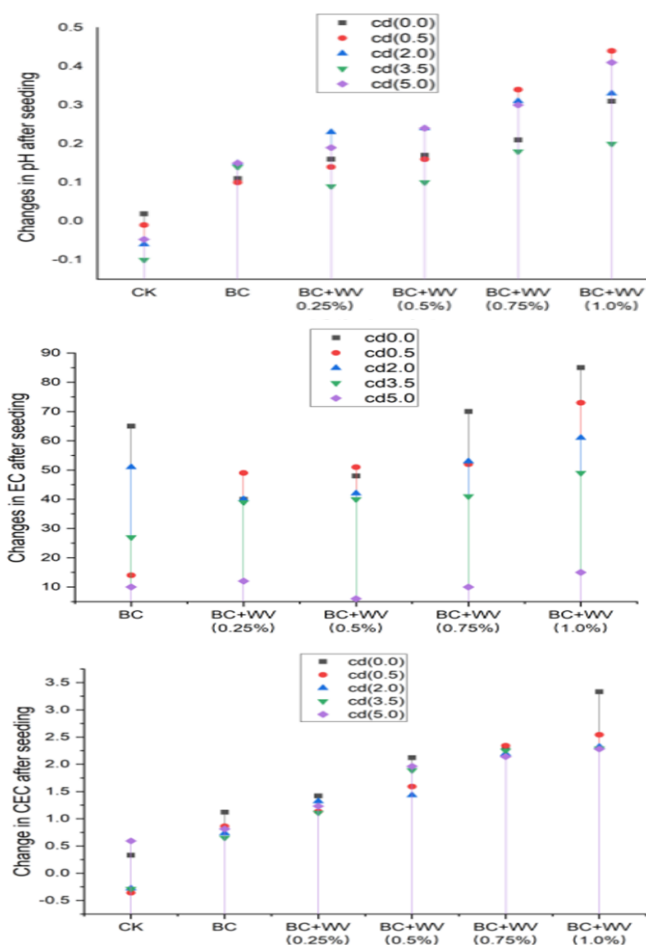 cd(0.0)
cd(0.5)
cd(2.0)
cd(3.5)
cd(5.0)
Changes in pH after seeding
0.5
0.4
0.3
0.2
0.1
0.0
-0.1
CK BC BC+WV BC+WV BC+WV BC+WV
0.25%) (0.5%) (0.75%) (1.0%)
cd0.0
cd0.5
cd2.0
cd3.5
cd5.0
Changes in EC after seeding
90
80
70
60
50
40
30
20
10
BC BC+WV BC+WV BC+WV BC+WV
(0.25%) (0.5%) (0.75%) (1.0%)
cd(0.0)
cd(0.5)
cd(2.0)
cd(3.5)
cd(5.0)
Change in CEC after seeding
3.5
3.0
2.5
2.0
1.5
1.0
0.5
0.0
-0.5
CK BC BC+WV BC+WV BC+WV BC+WV
(0.25%) (0.5%) (0.75%) (1.0%)